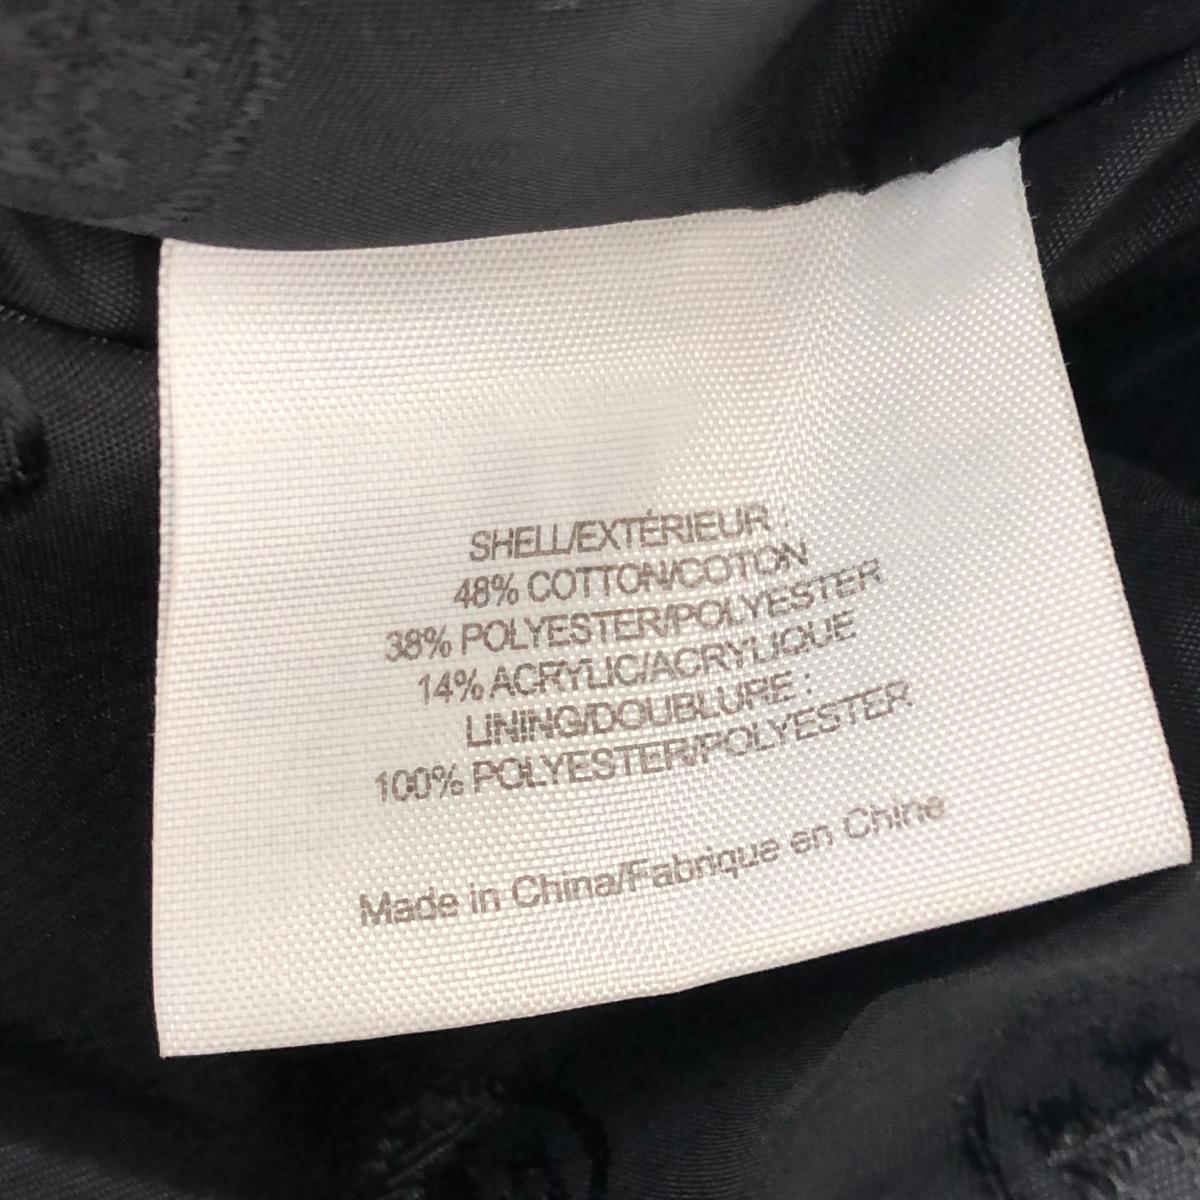 SHELL/EXTÉRIEUR :
48% COTTON/COTON
38% POLYESTER/POLYESTER
14% ACRYLIC/ACRYLIQUE
LINING/DOUBLURE :
100% POLYESTER/POLYESTER
Made in China/Fabrique en Chine